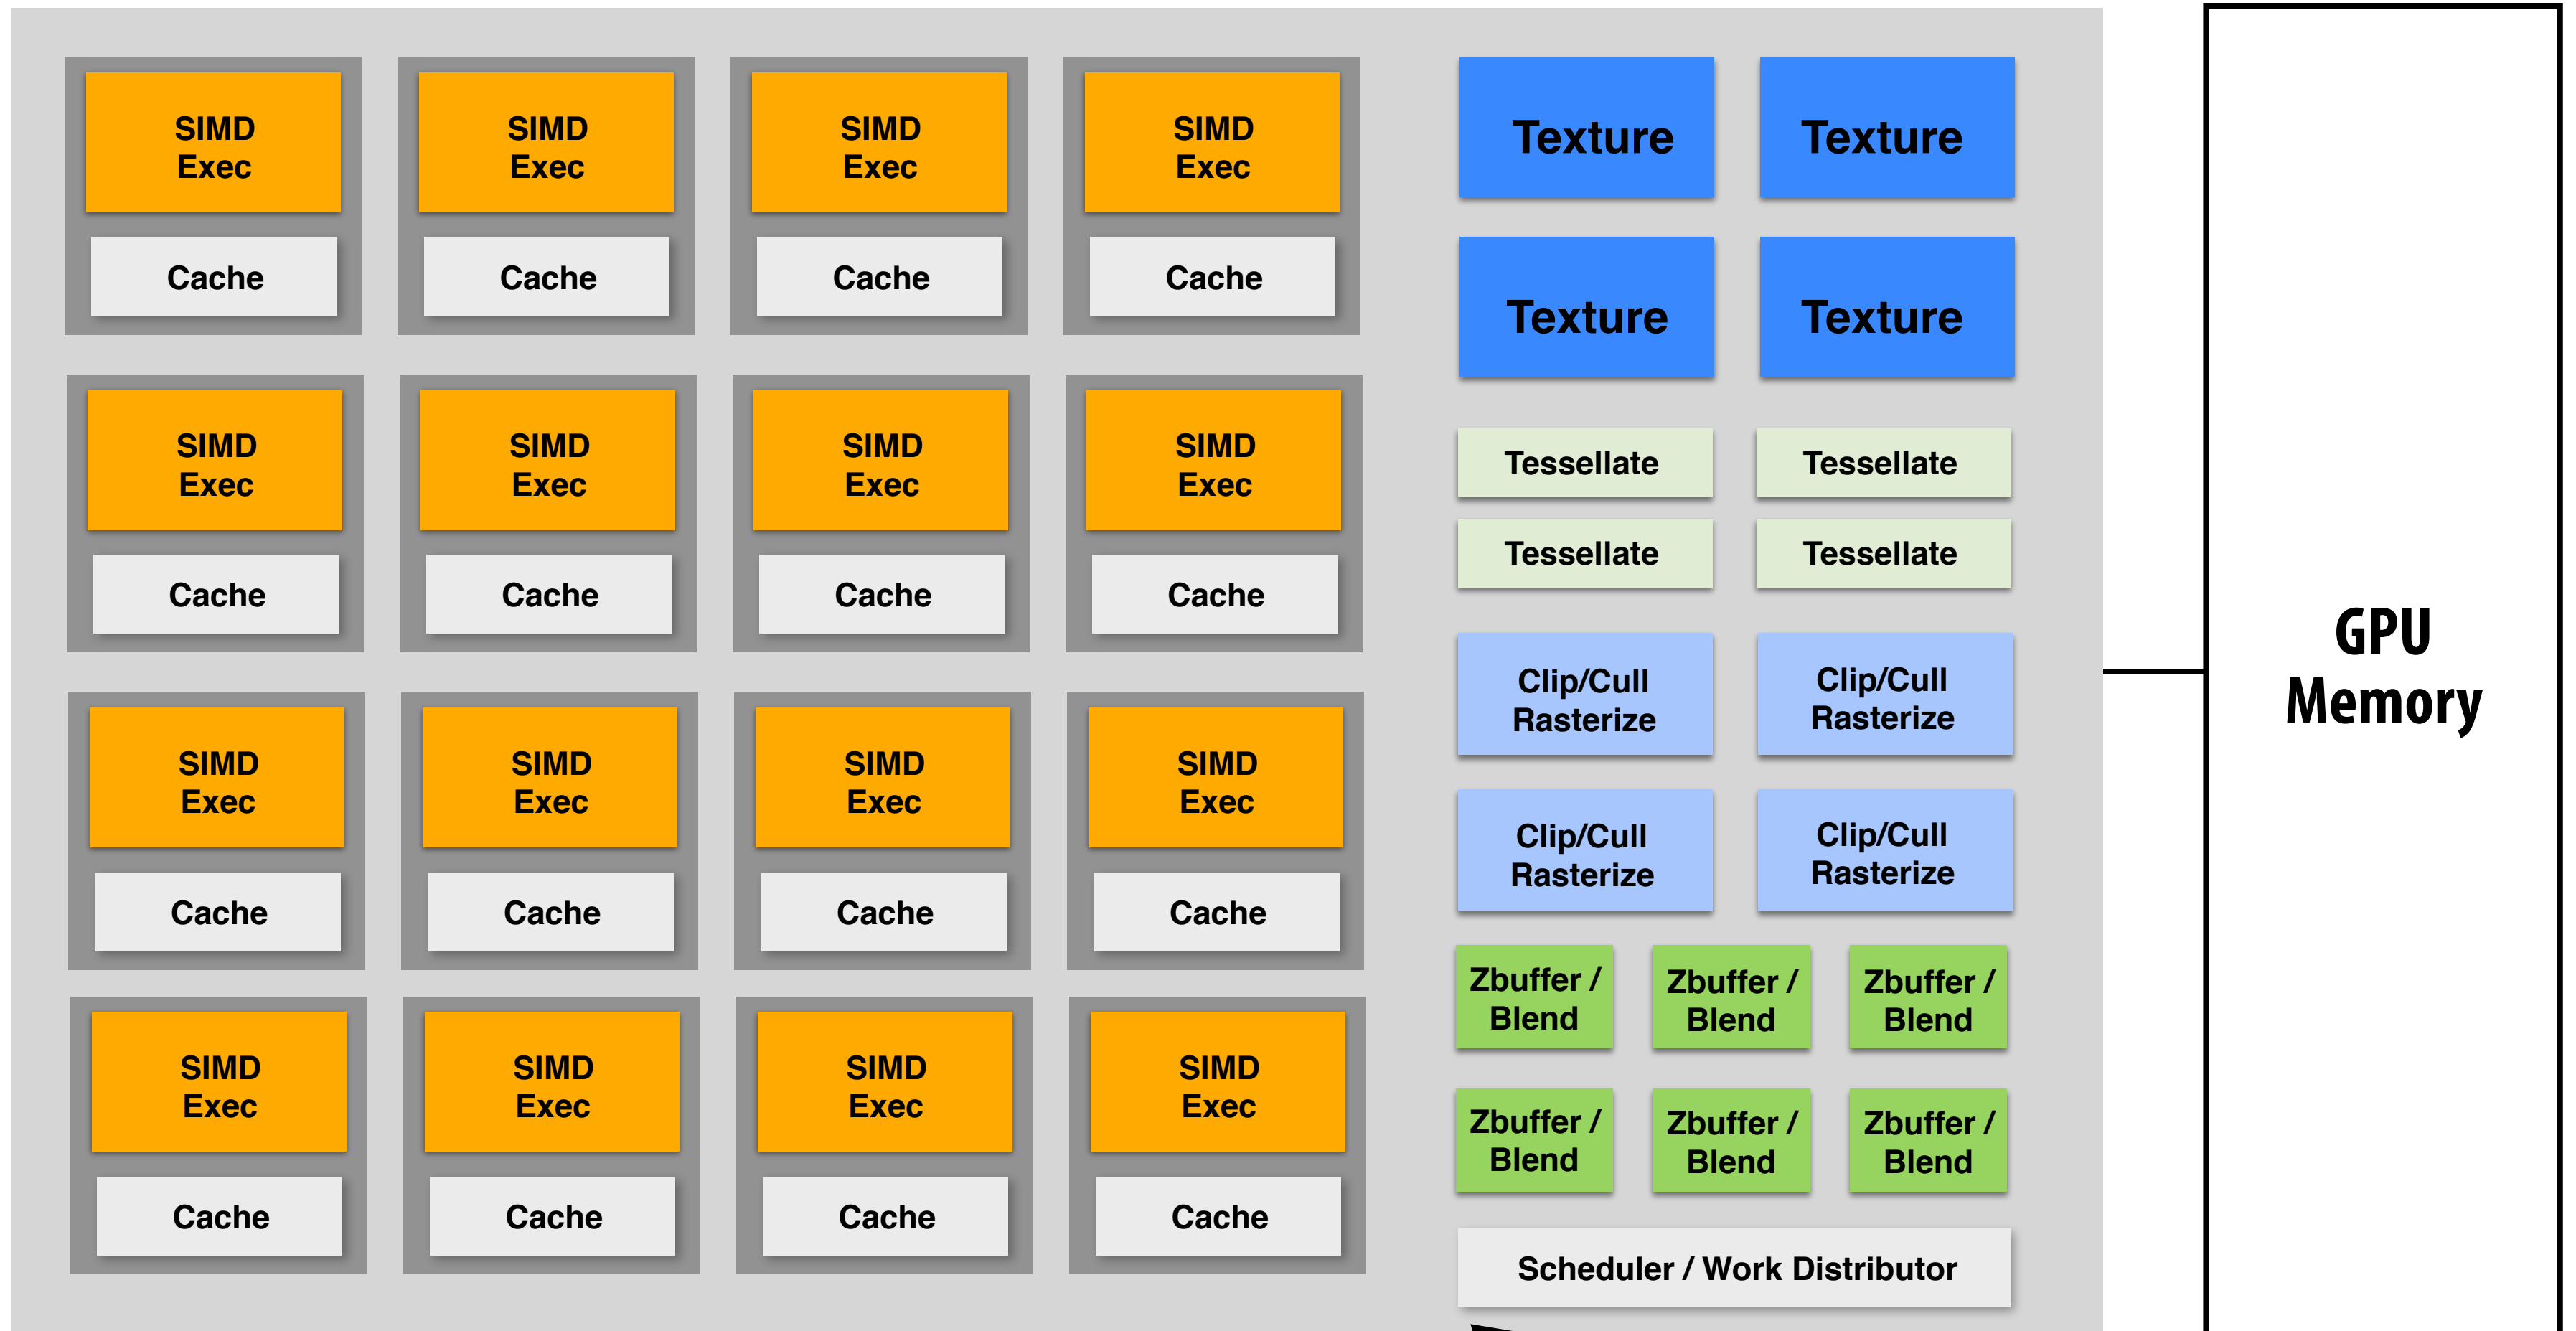 SIMD
Exec
Cache
SIMD
Exec
Cache
SIMD
Exec
Cache
SIMD
Exec
Cache
SIMD
Exec
Cache
SIMD
Exec
Cache
SIMD
Exec
Cache
SIMD
Exec
Cache
SIMD
Exec
Cache
SIMD
Exec
Cache
SIMD
Exec
Cache
SIMD
Exec
Cache
SIMD
Exec
Cache
SIMD
Exec
Cache
SIMD
Exec
Cache
SIMD
Exec
Cache
Texture
Texture
Texture
Texture
Tessellate
Tessellate
Tessellate
Tessellate
Clip/Cull
Rasterize
Clip/Cull
Rasterize
Clip/Cull
Rasterize
Clip/Cull
Rasterize
Zbuffer /
Blend
Zbuffer /
Blend
Zbuffer /
Blend
Zbuffer /
Blend
Zbuffer /
Blend
Zbuffer /
Blend
Scheduler / Work Distributor
GPU
Memory